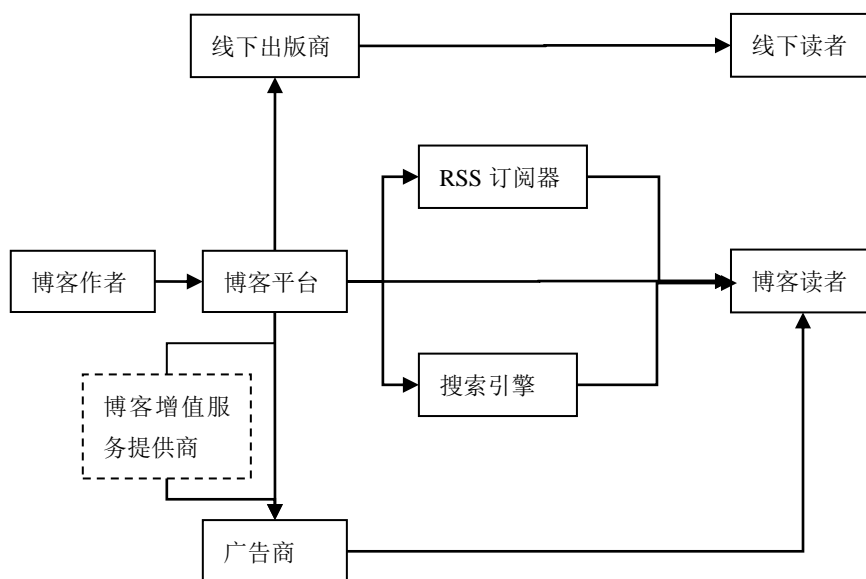 线下出版商
线下读者
RSS 订阅器
博客作者
博客平台
博客读者
搜索引擎
博客增值服
务提供商
广告商